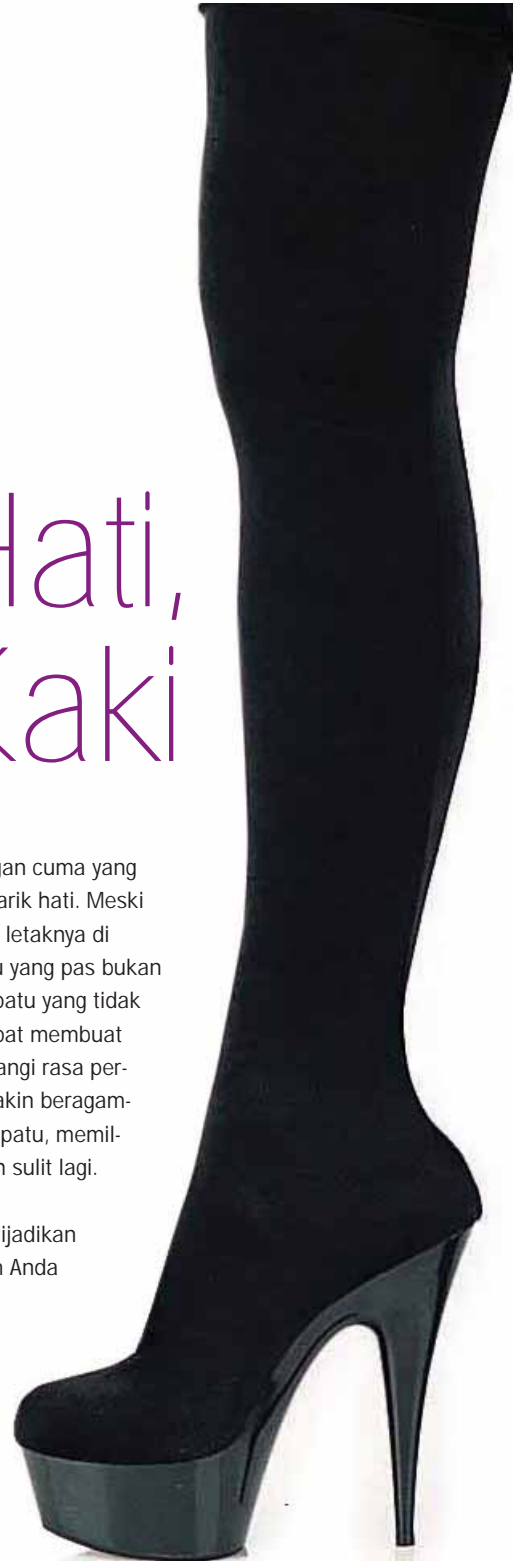 Hati,
Kaki
gan cuma yang
arik hati. Meski
letaknya di
u yang pas bukan
patu yang tidak
pat membuat
angi rasa per-
akin beragam-
patu, memil-
n sulit lagi.
ijadikan
n Anda